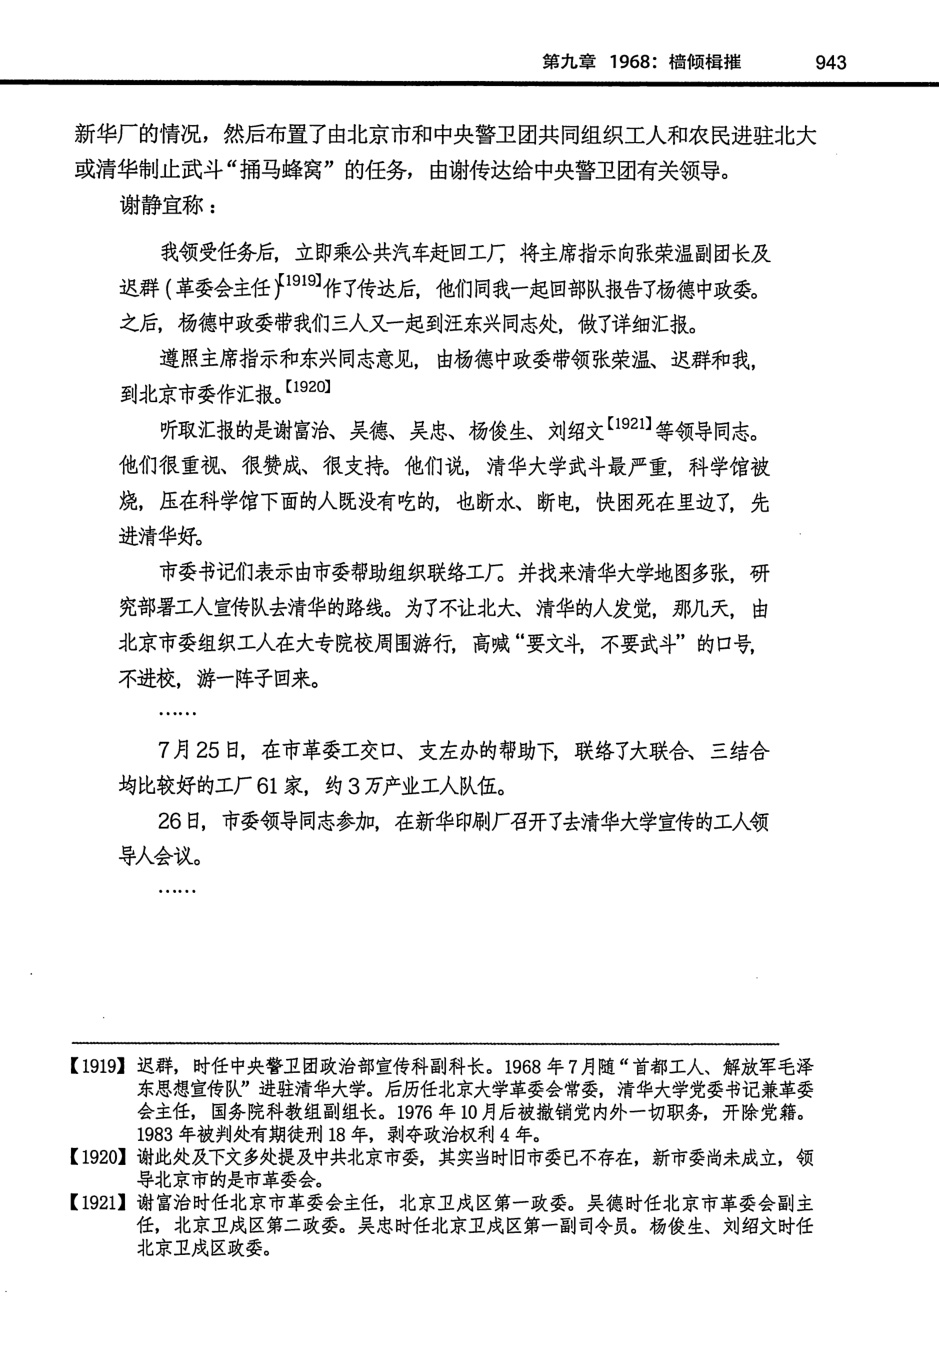 第九章 1968：樯倾楫摧 943
新华厂的情况，然后布置了由北京市和中央警卫团共同组织工人和农民进驻北大
或清华制止武斗“捅马蜂窝”的任务，由谢传达给中央警卫团有关领导。
谢静宜称：
我领受任务后，立即乘公共汽车赶回工厂，将主席指示向张荣温副团长及
迟群（革委会主任）【1919】作了传达后，他们同我一起回部队报告了杨德中政委。
之后，杨德中政委带我们三人又一起到汪东兴同志处，做了详细汇报。
遵照主席指示和东兴同志意见，由杨德中政委带领张荣温、迟群和我，
到北京市委作汇报。【1920】
听取汇报的是谢富治、吴德、吴忠、杨俊生、刘绍文【1921】等领导同志。
他们很重视、很赞成、很支持。他们说，清华大学武斗最严重，科学馆被
烧，压在科学馆下面的人既没有吃的，也断水、断电，快困死在里边了，先
进清华好。
市委书记们表示由市委帮助组织联络工厂。并找来清华大学地图多张，研
究部署工人宣传队去清华的路线。为了不让北大、清华的人发觉，那几天，由
北京市委组织工人在大专院校周围游行，高喊“要文斗，不要武斗”的口号，
不进校，游一阵子回来。
……
7月25日，在市革委工交口、支左办的帮助下，联络了大联合、三结合
均比较好的工厂61家，约3万产业工人队伍。
26日，市委领导同志参加，在新华印刷厂召开了去清华大学宣传的工人领
导人会议。
……
【1919】迟群，时任中央警卫团政治部宣传科副科长。1968年7月随“首都工人、解放军毛泽
东思想宣传队”进驻清华大学。后历任北京大学革委会常委，清华大学党委书记兼革委
会主任，国务院科教组副组长。1976年10月后被撤销党内外一切职务，开除党籍。
1983年被判处有期徒刑18年，剥夺政治权利4年。
【1920】谢此处及下文多处提及中共北京市委，其实当时旧市委已不存在，新市委尚未成立，领
导北京市的是市革委会。
【1921】谢富治时任北京市革委会主任，北京卫戍区第一政委。吴德时任北京市革委会副主
任，北京卫戍区第二政委。吴忠时任北京卫戍区第一副司令员。杨俊生、刘绍文时任
北京卫戍区政委。